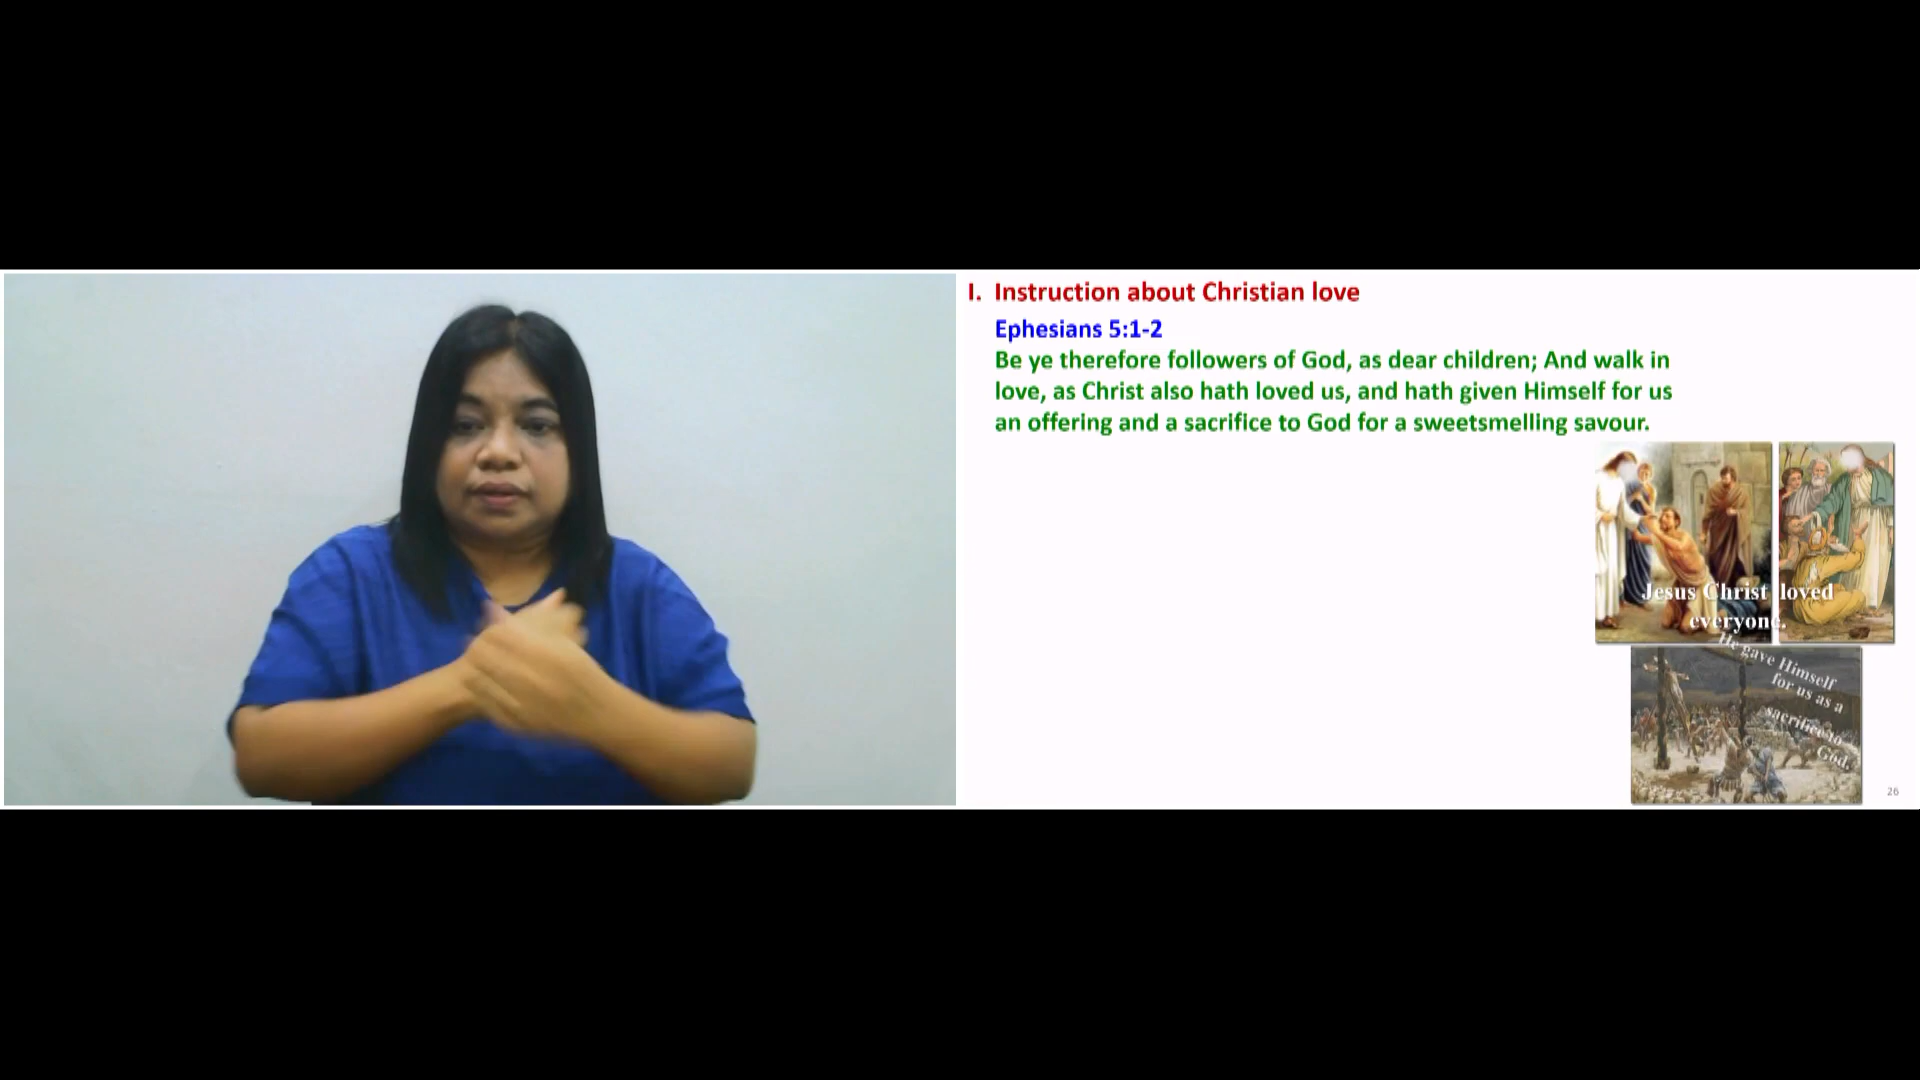 I. Instruction about Christian love
Ephesians 5:1-2
Be ye therefore followers of God, as dear children; And walk in
love, as Christ also hath loved us, and hath given Himself for us
an offering and a sacrifice to God for a sweetsmelling savour.
Jesus Christ loved
everyone.
He gave Himself
for us as a
sacrifice to
God.
26